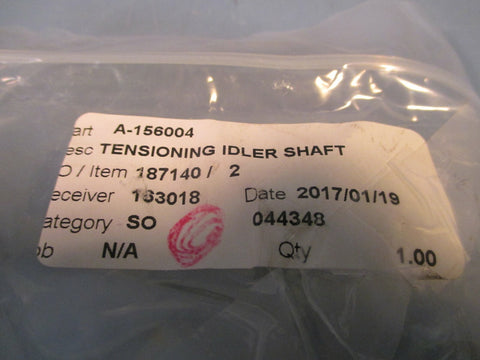 art A-156004
esc TENSIONING IDLER SHAFT
O / Item 187140 / 2
eceiver 163018 Date 2017/01/19
ategory SO 044348
ob N/A Qty 1.00